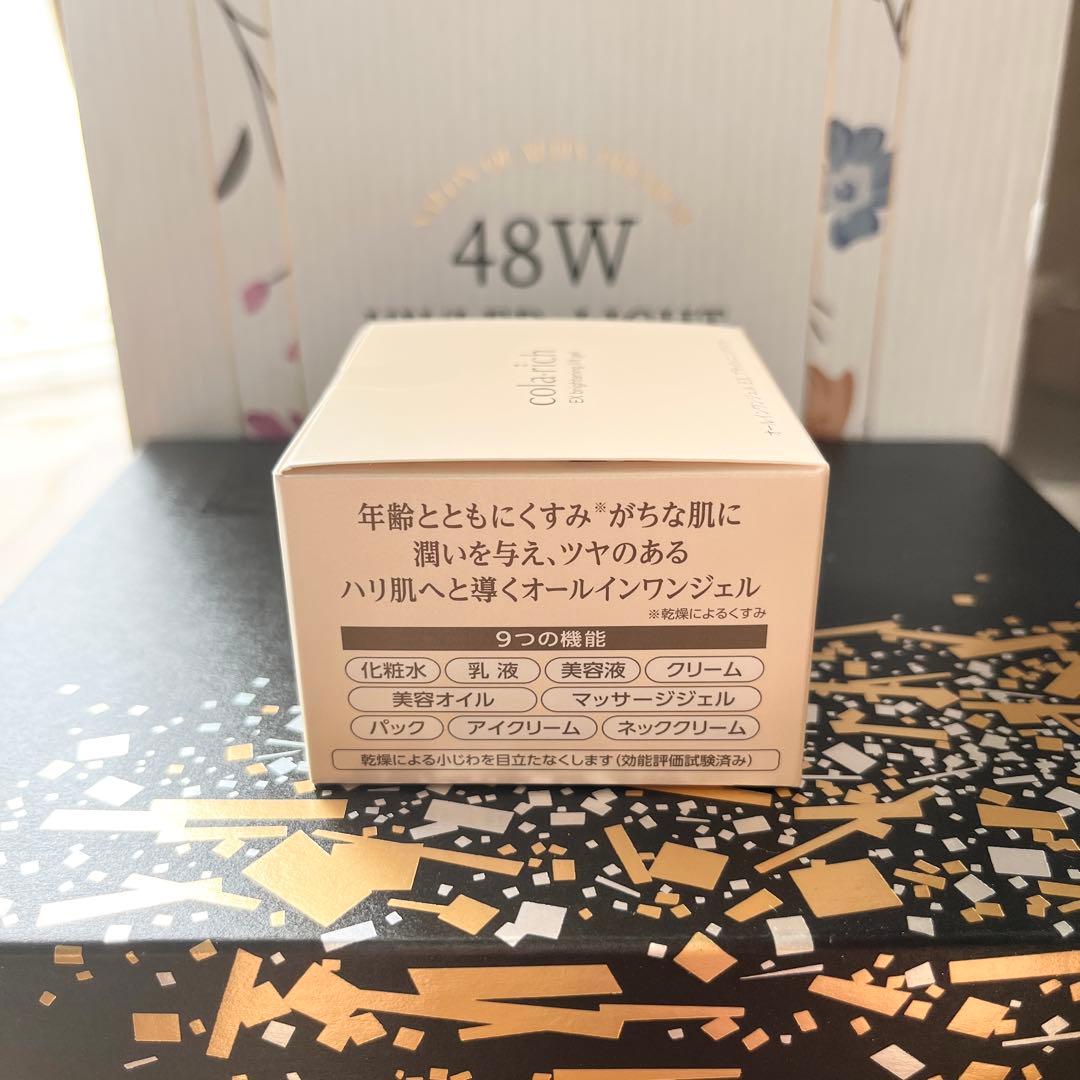 48W
cola·rich
EX brightening lift gel
年齢とともにくすみ※がちな肌に
潤いを与え、ツヤのある
ハリ肌へと導くオールインワンジェル
※乾燥によるくすみ
9つの機能
化粧水 乳液 美容液 クリーム
美容オイル マッサージジェル
パック アイクリーム ネッククリーム
乾燥による小じわを目立たなくします(効能評価試験済み)